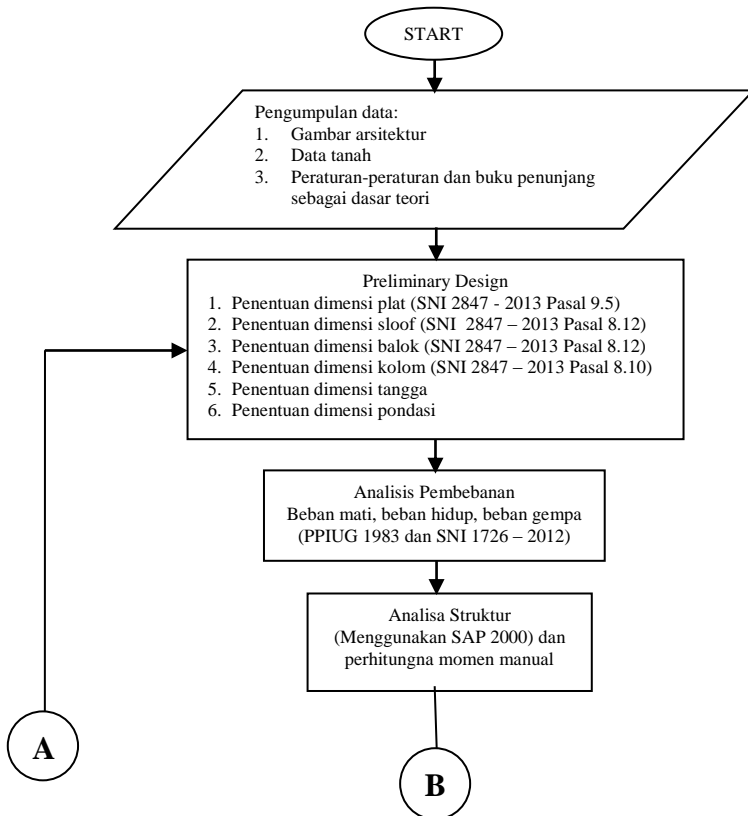 START
Pengumpulan data:
1. Gambar arsitektur
2. Data tanah
3. Peraturan-peraturan dan buku penunjang
sebagai dasar teori
Preliminary Design
1. Penentuan dimensi plat (SNI 2847 - 2013 Pasal 9.5)
2. Penentuan dimensi sloof (SNI 2847 – 2013 Pasal 8.12)
3. Penentuan dimensi balok (SNI 2847 – 2013 Pasal 8.12)
4. Penentuan dimensi kolom (SNI 2847 – 2013 Pasal 8.10)
5. Penentuan dimensi tangga
6. Penentuan dimensi pondasi
Analisis Pembebanan
Beban mati, beban hidup, beban gempa
(PPIUG 1983 dan SNI 1726 – 2012)
Analisa Struktur
(Menggunakan SAP 2000) dan
perhitungna momen manual
A
B